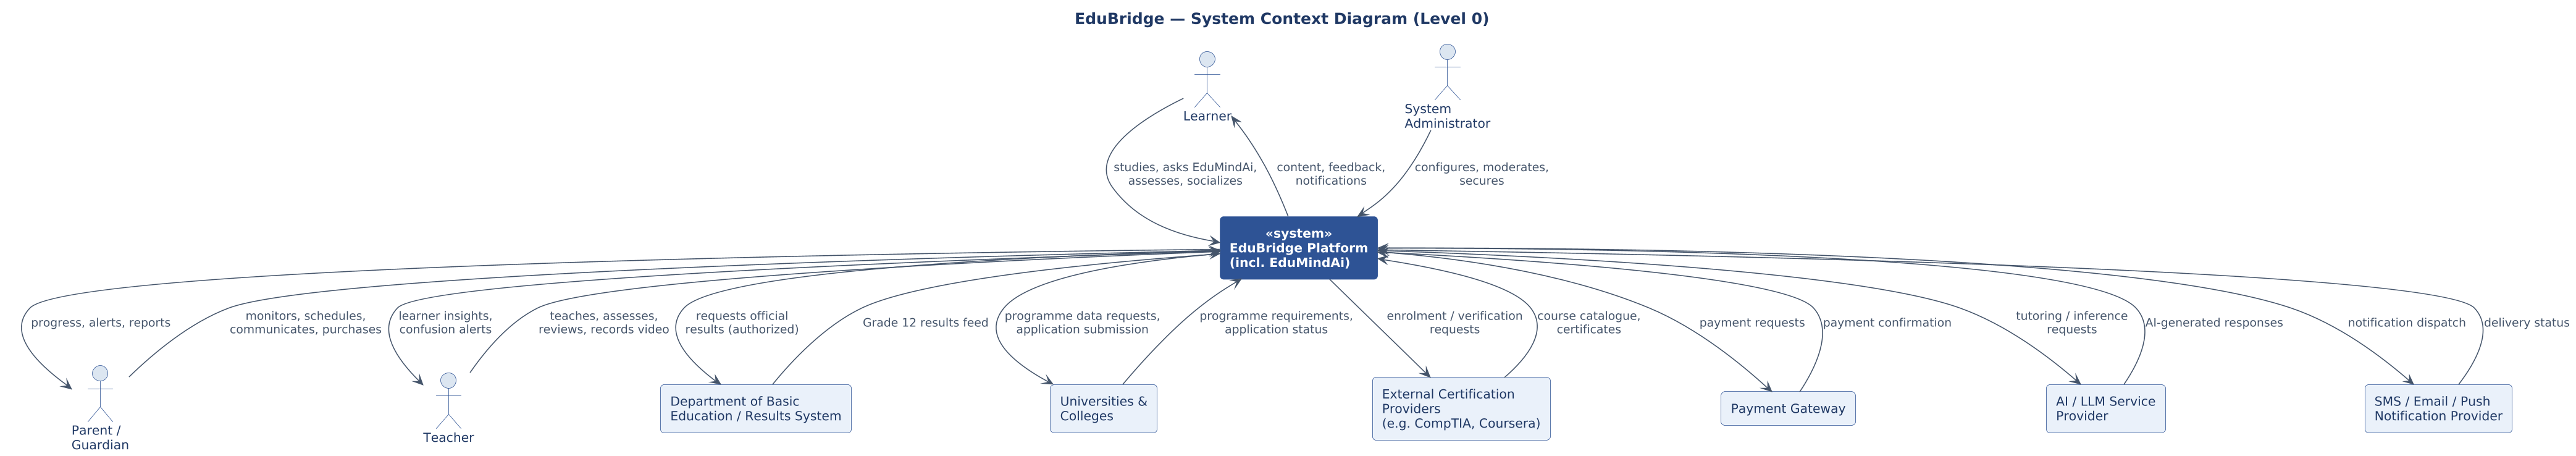 EduBridge — System Context Diagram (Level 0)
Learner
System
Administrator
studies, asks EduMindAi,
assesses, socializes
content, feedback,
notifications
configures, moderates,
secures
«system»
EduBridge Platform
(incl. EduMindAi)
progress, alerts, reports
monitors, schedules,
communicates, purchases
learner insights,
confusion alerts
teaches, assesses,
reviews, records video
requests official
results (authorized)
Grade 12 results feed
programme data requests,
application submission
programme requirements,
application status
enrolment / verification
requests
course catalogue,
certificates
payment requests
payment confirmation
tutoring / inference
requests
AI-generated responses
notification dispatch
delivery status
Parent /
Guardian
Teacher
Department of Basic
Education / Results System
Universities &
Colleges
External Certification
Providers
(e.g. CompTIA, Coursera)
Payment Gateway
AI / LLM Service
Provider
SMS / Email / Push
Notification Provider